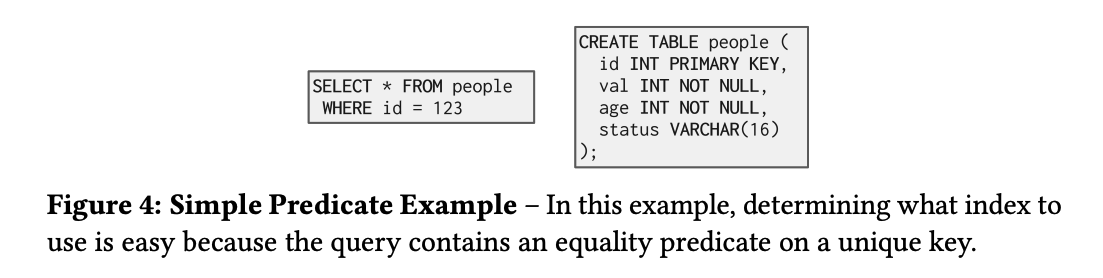 SELECT * FROM people
WHERE id = 123
CREATE TABLE people (
id INT PRIMARY KEY,
val INT NOT NULL,
age INT NOT NULL,
status VARCHAR(16)
);
Figure 4: Simple Predicate Example – In this example, determining what index to
use is easy because the query contains an equality predicate on a unique key.